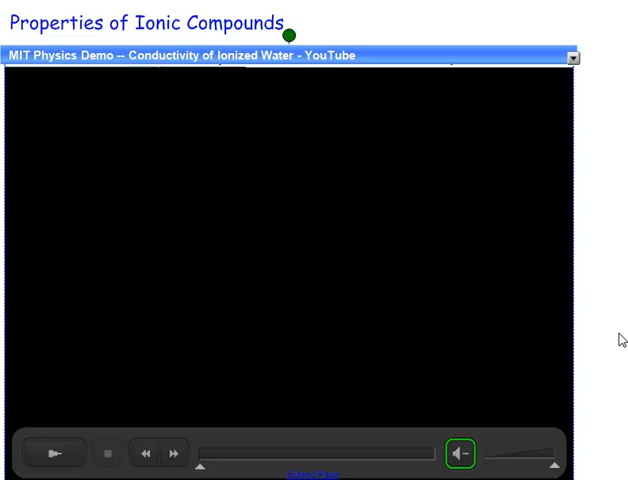 Properties of Ionic Compounds
MIT Physics Demo -- Conductivity of Ionized Water - YouTube